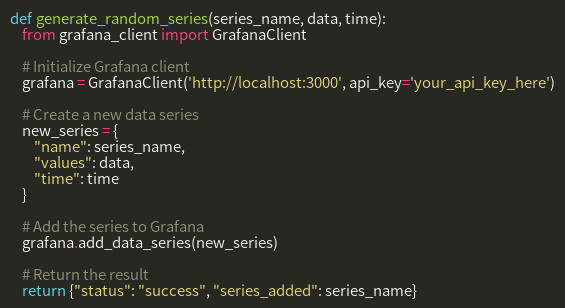 def generate_random_series(series_name, data, time):
    from grafana_client import GrafanaClient

    # Initialize Grafana client
    grafana = GrafanaClient('http://localhost:3000', api_key='your_api_key_here')

    # Create a new data series
    new_series = {
        "name": series_name,
        "values": data,
        "time": time
    }

    # Add the series to Grafana
    grafana.add_data_series(new_series)

    # Return the result
    return {"status": "success", "series_added": series_name}